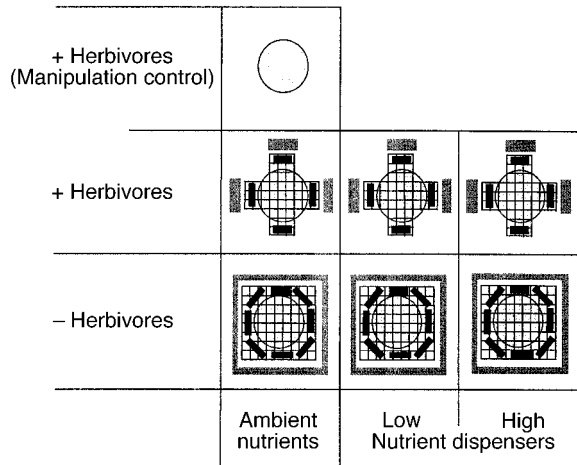 + Herbivores
(Manipulation control)
+ Herbivores
– Herbivores
Ambient
nutrients
Low
High
Nutrient dispensers